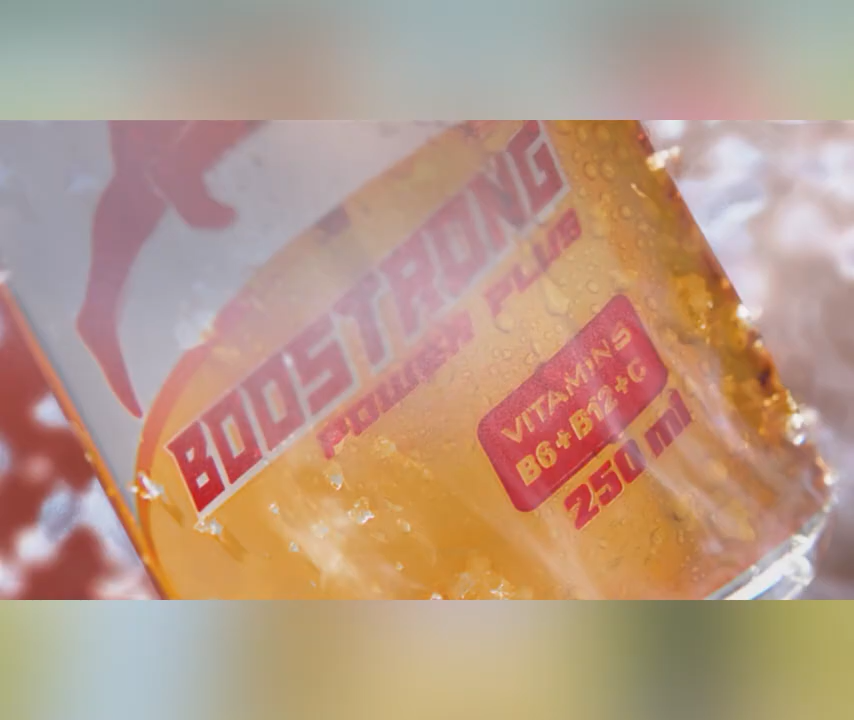 BOOSTRONG
POWER PLUS
VITAMINS
B6+B12+C
250 ml